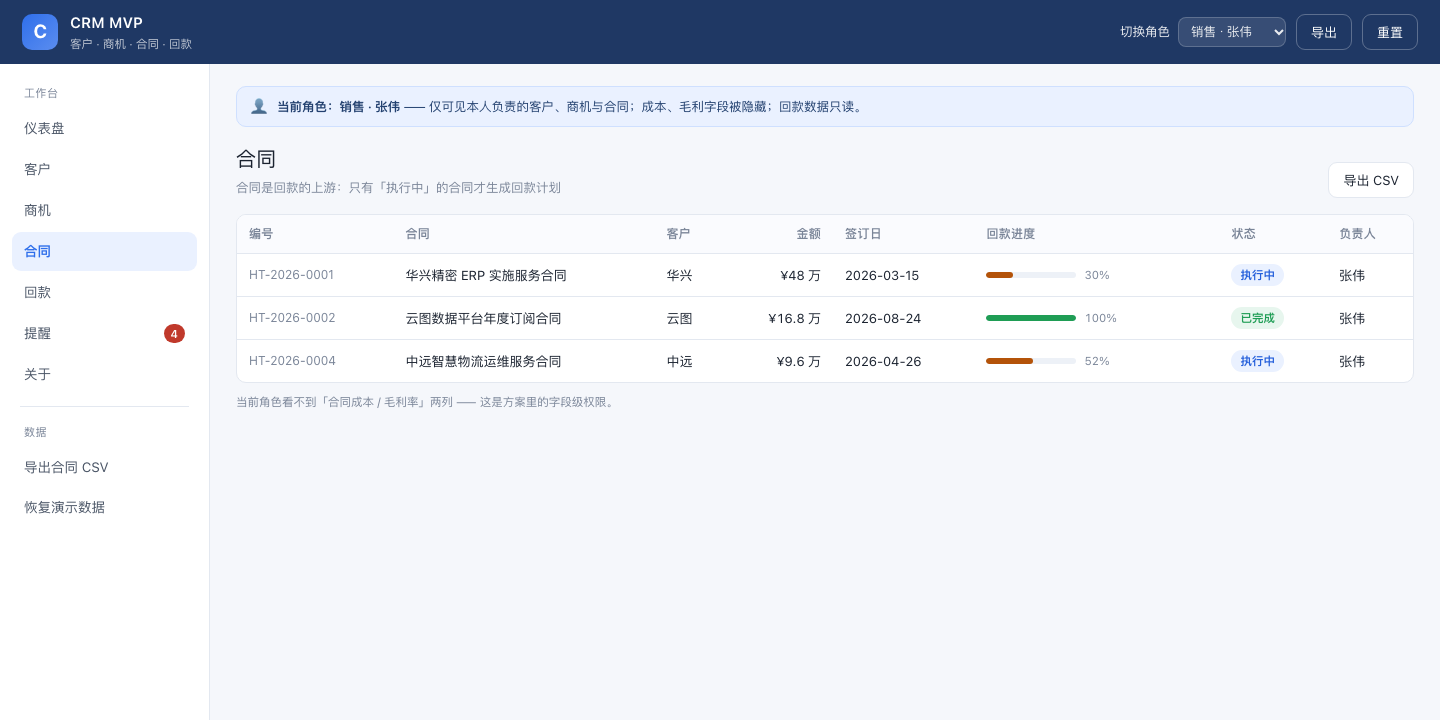 C
CRM MVP
客户 · 商机 · 合同 · 回款
切换角色
销售 · 张伟
导出
重置
工作台
仪表盘
客户
商机
合同
回款
提醒
4
关于
数据
导出合同 CSV
恢复演示数据
当前角色：销售 · 张伟 —— 仅可见本人负责的客户、商机与合同；成本、毛利字段被隐藏；回款数据只读。
合同
合同是回款的上游：只有「执行中」的合同才生成回款计划
导出 CSV
编号 合同 客户 金额 签订日 回款进度 状态 负责人
HT-2026-0001 华兴精密 ERP 实施服务合同 华兴 ¥48 万 2026-03-15 30% 执行中 张伟
HT-2026-0002 云图数据平台年度订阅合同 云图 ¥16.8 万 2026-08-24 100% 已完成 张伟
HT-2026-0004 中远智慧物流运维服务合同 中远 ¥9.6 万 2026-04-26 52% 执行中 张伟
当前角色看不到「合同成本 / 毛利率」两列 —— 这是方案里的字段级权限。